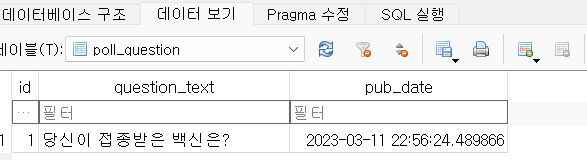 데이터베이스 구조 데이터 보기 Pragma 수정 SQL 실행
테이블(T): poll_question
id question_text pub_date
... 필터 필터
1 1 당신이 접종받은 백신은? 2023-03-11 22:56:24.489866